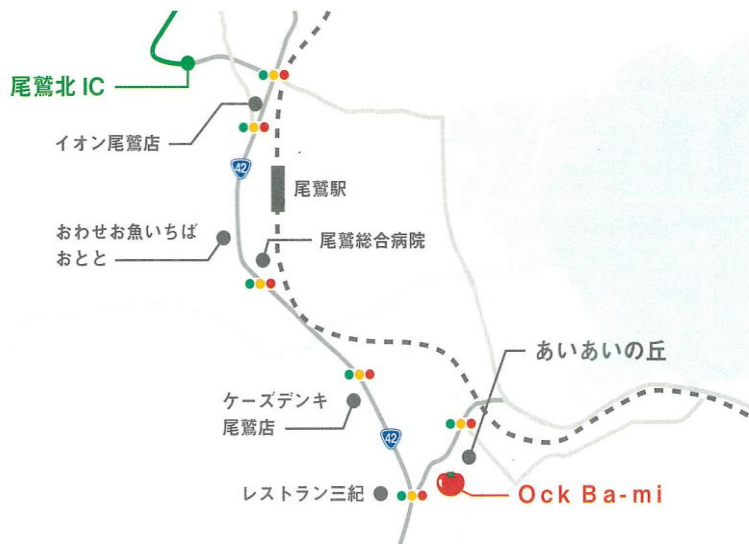 尾鷲北 IC
イオン尾鷲店
42
尾鷲駅
おわせお魚いちば
おとと
尾鷲総合病院
あいあいの丘
ケーズデンキ
尾鷲店
42
レストラン三紀
Ock Ba-mi